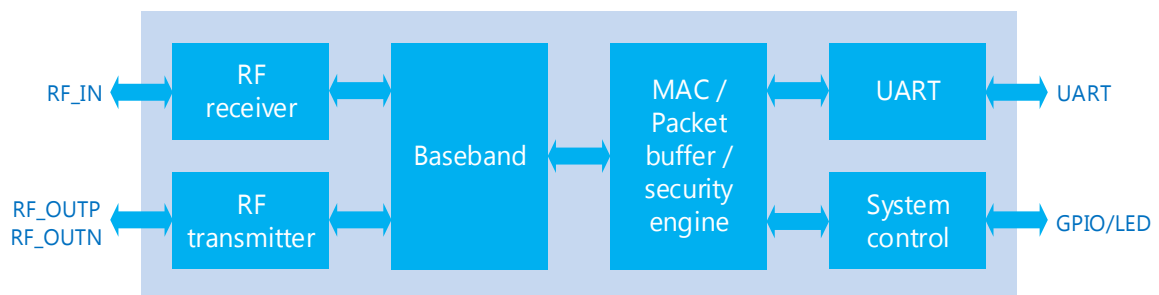 RF_IN
RF
receiver
RF_OUTP
RF_OUTN
RF
transmitter
Baseband
MAC /
Packet
buffer /
security
engine
UART
UART
System
control
GPIO/LED